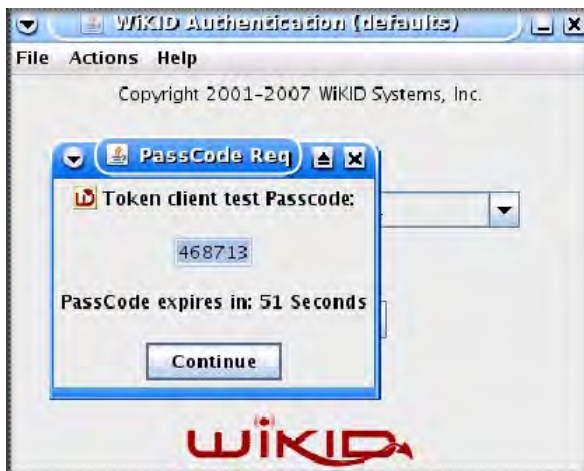 WiKID Authentication (defaults)
File Actions Help
Copyright 2001-2007 WiKID Systems, Inc.
PassCode Req
Token client test Passcode:
468713
PassCode expires in: 51 Seconds
Continue
WiKID